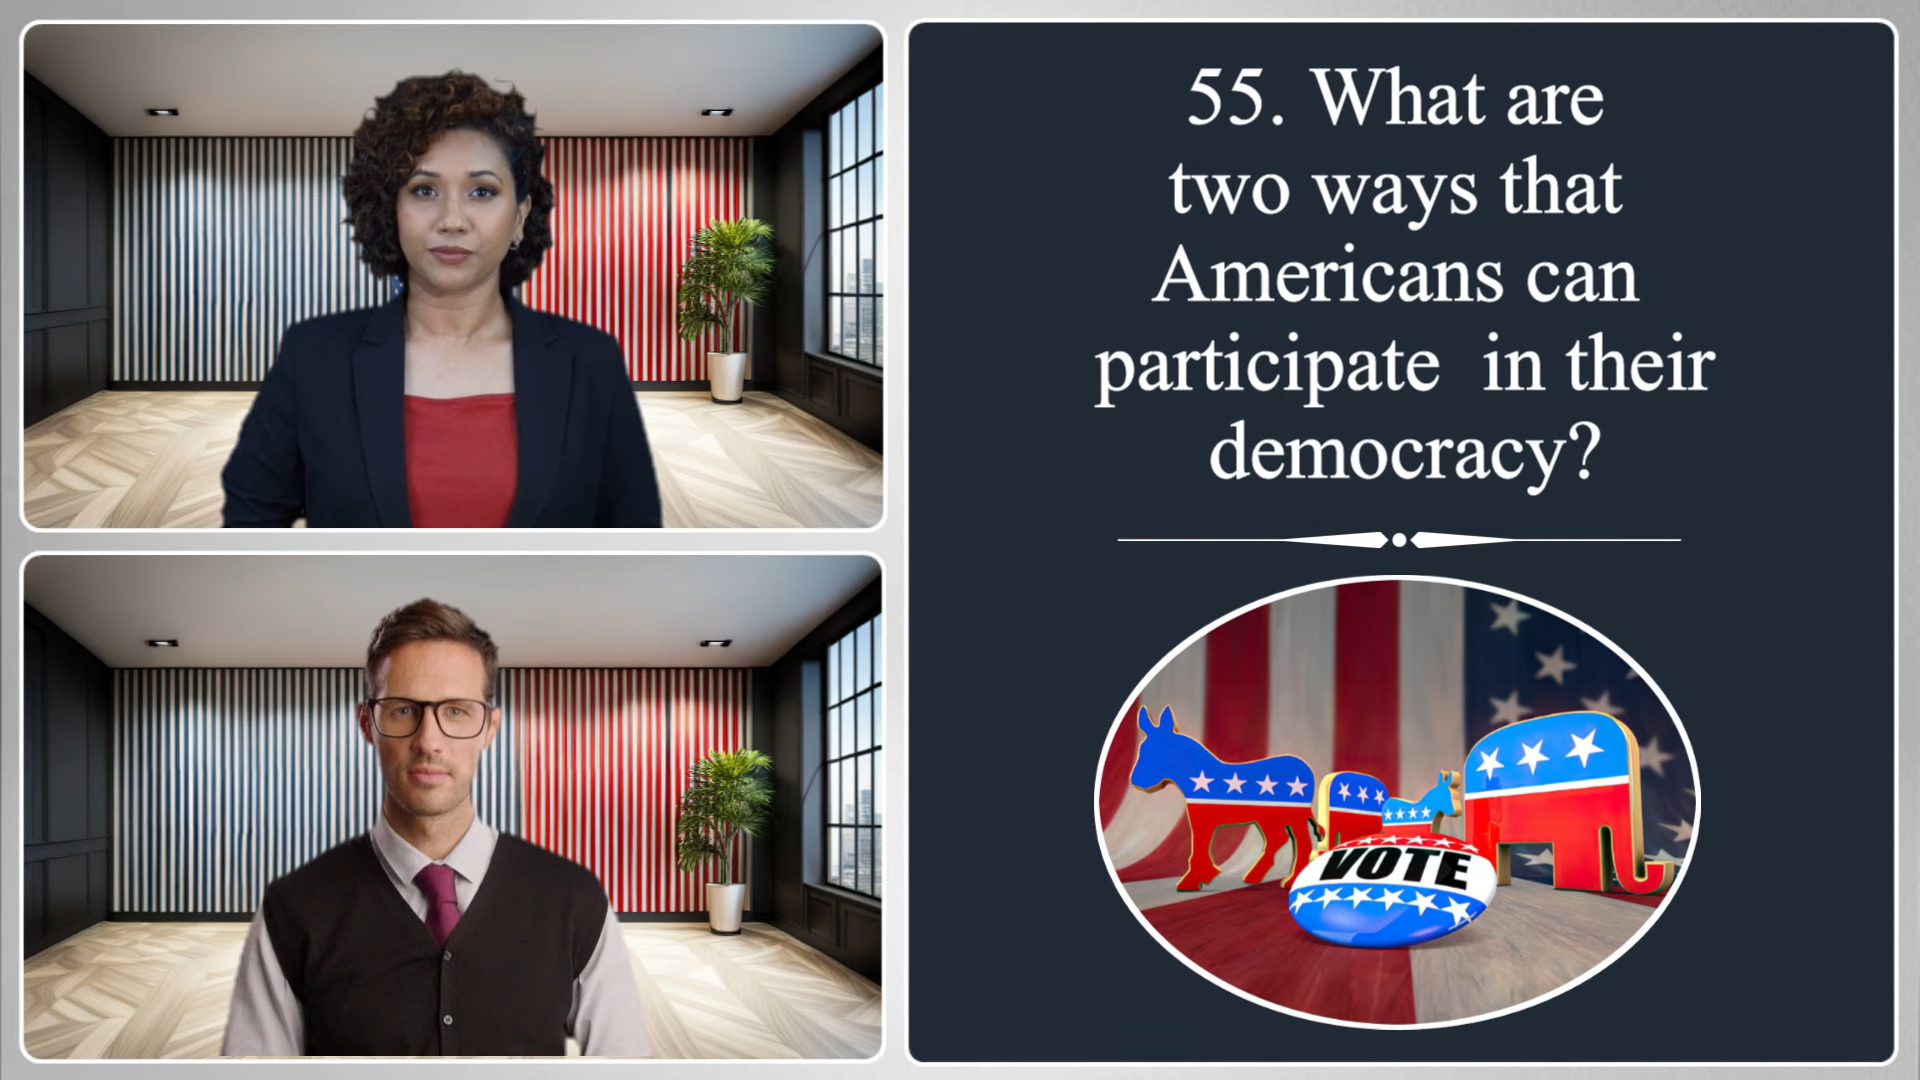 55. What are
two ways that
Americans can
participate  in their
democracy?
VOTE